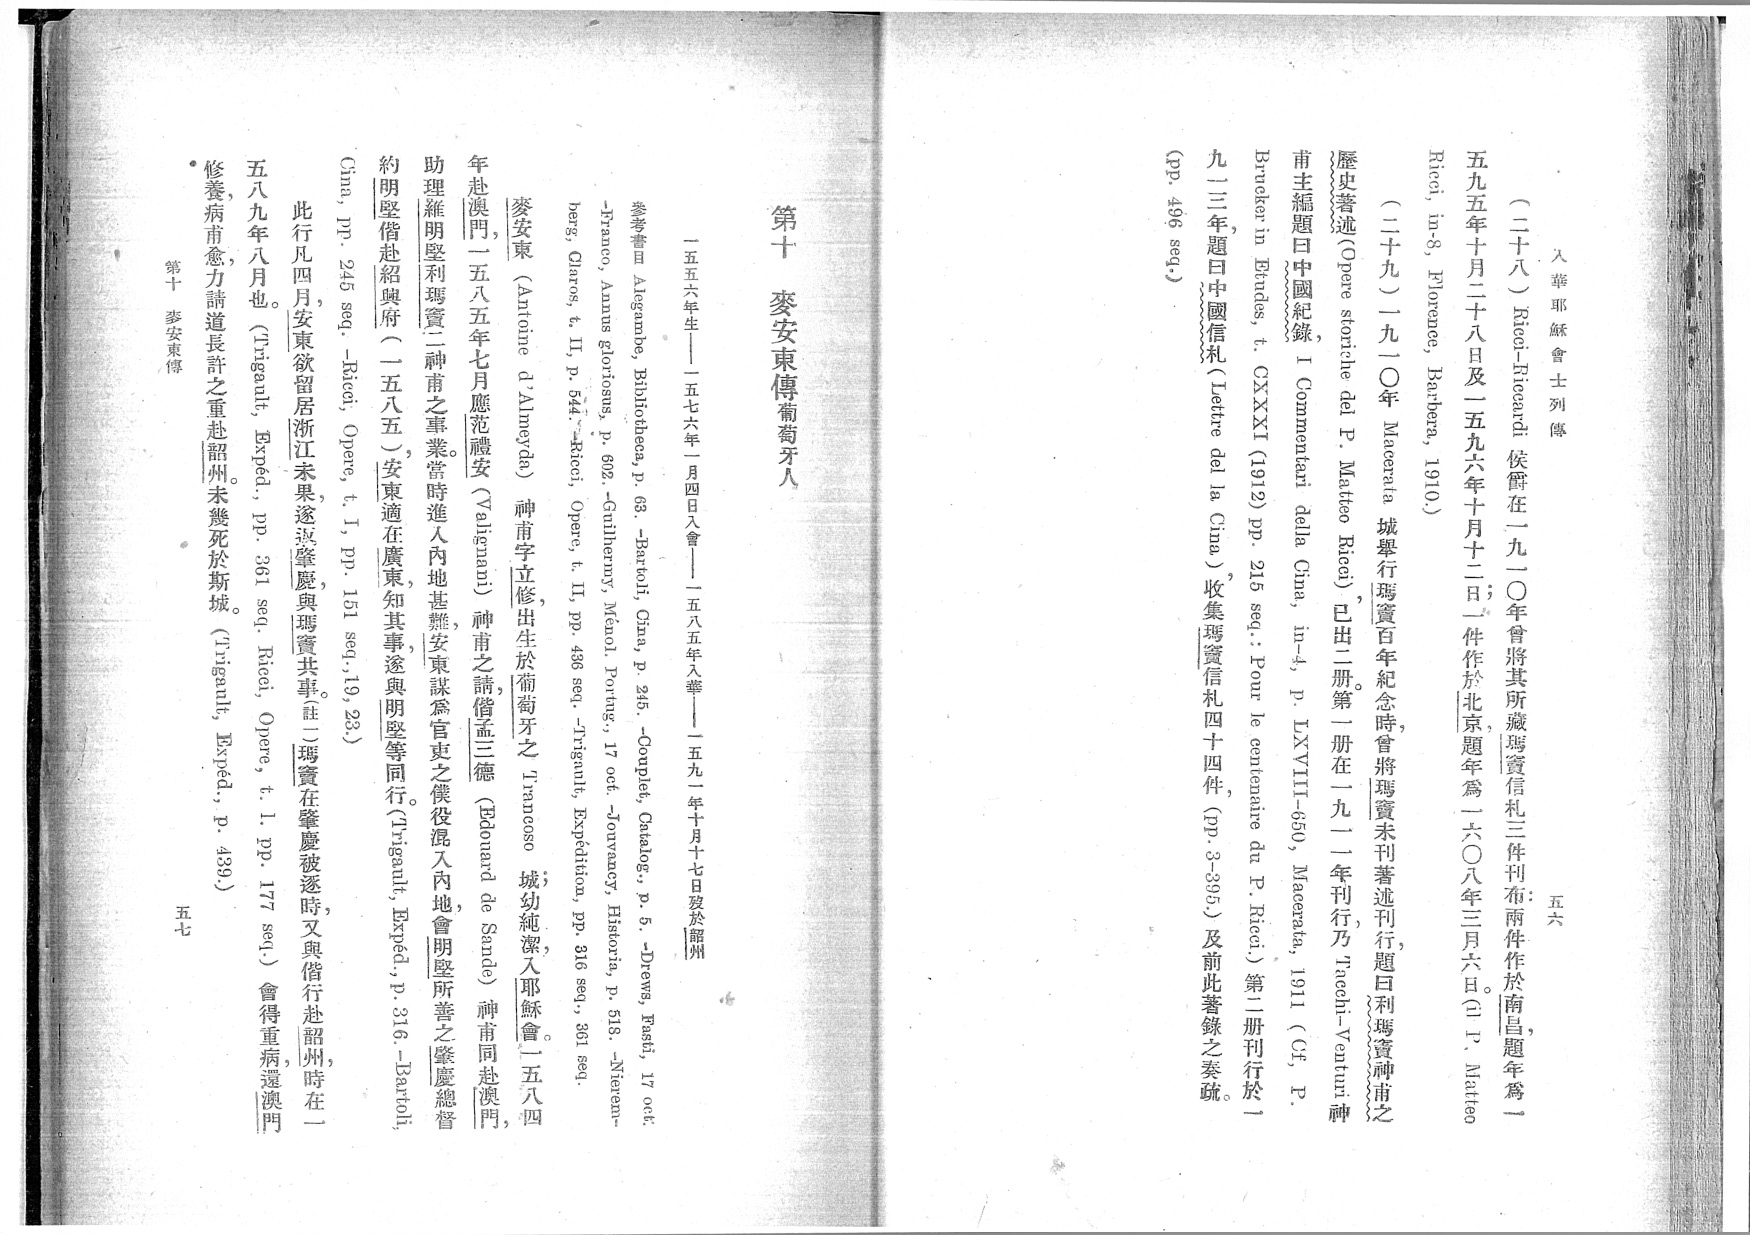 入華耶穌會士列傳
五六
（二十八）Ricci-Riccardi 侯爵在一九一〇年曾將其所藏瑪竇信札三件刊布：兩件作於南昌，題年爲一
五九五年十月二十八日及一五九六年十月十二日；一件作於北京，題年爲一六〇八年三月六日。(il P. Matteo
Ricci, in-8, Florence, Barbera, 1910.)
（二十九）一九一〇年 Macerata 城舉行瑪竇百年紀念時，曾將瑪竇未刊著述刊行，題曰利瑪竇神甫之
歷史著述(Opere storiche del P. Matteo Ricci)，已出二册。第一册在一九一一年刊行，乃 Tacchi-Venturi 神
甫主編題曰中國紀錄，I Commentari della Cina, in-4, p. LXVIII-650, Macerata, 1911 (Cf, P.
Brucker in Etudes, t. CXXXI (1912) pp. 215 seq.: Pour le centenaire du P. Ricci.) 第二册刊行於一
九一三年，題曰中國信札(Lettre del la Cina)，收集瑪竇信札四十四件，(pp. 3-395.)及前此著錄之奏疏。
(pp. 496 seq.)
第十　麥安東傳 葡萄牙人
一五五六年生——一五七六年一月四日入會——一五八五年入華——一五九一年十月十七日歿於韶州
參考書目 Alegambe, Bibliotheca, p. 63. -Bartoli, Cina, p. 245. -Couplet, Catalog., p. 5. -Drews, Fasti, 17 oct.
-Franco, Annus gloriosus, p. 602. -Guilhermy, Ménol. Portug., 17 oct. -Jouvancy, Historia, p. 518. -Nierem-
berg, Claros, t. II, p. 544. -Ricci, Opere, t. II, pp. 436 seq. -Trigault, Expédition, pp. 316 seq., 361 seq.
麥安東 (Antoine d'Almeyda) 神甫字立修，出生於葡萄牙之 Trancoso 城；幼純潔，入耶穌會。一五八四
年赴澳門，一五八五年七月應范禮安 (Valignani) 神甫之請，偕孟三德 (Edouard de Sande) 神甫同赴澳門，
助理羅明堅利瑪竇二神甫之事業。當時進入內地甚難，安東謀爲官吏之僕役混入內地，會明堅所善之肇慶總督
約明堅偕赴紹興府（一五八五），安東適在廣東，知其事，遂與明堅等同行。(Trigault, Expéd., p. 316. -Bartoli,
Cina, pp. 245 seq. -Ricci, Opere, t. I, pp. 151 seq., 19, 23.)
此行凡四月，安東欲留居浙江未果，遂返肇慶，與瑪竇共事。(註一)瑪竇在肇慶被逐時，又與偕行赴韶州，時在一
五八九年八月也。(Trigault, Expéd., pp. 361 seq. Ricci, Opere, t. I. pp. 177 seq.) 會得重病，還澳門
修養，病甫愈，力請道長許之重赴韶州。未幾死於斯城。(Trigault, Expéd., p. 439.)
第十　麥安東傳
五七